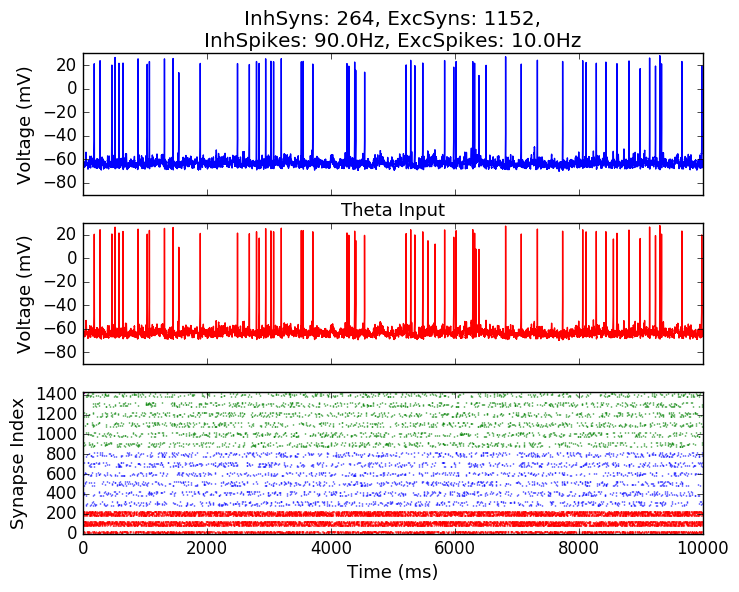 InhSyns: 264, ExcSyns: 1152,
InhSpikes: 90.0Hz, ExcSpikes: 10.0Hz
Voltage (mV)
20
0
−20
−40
−60
−80
Theta Input
Voltage (mV)
20
0
−20
−40
−60
−80
Synapse Index
1400
1200
1000
800
600
400
200
0
0 2000 4000 6000 8000 10000
Time (ms)